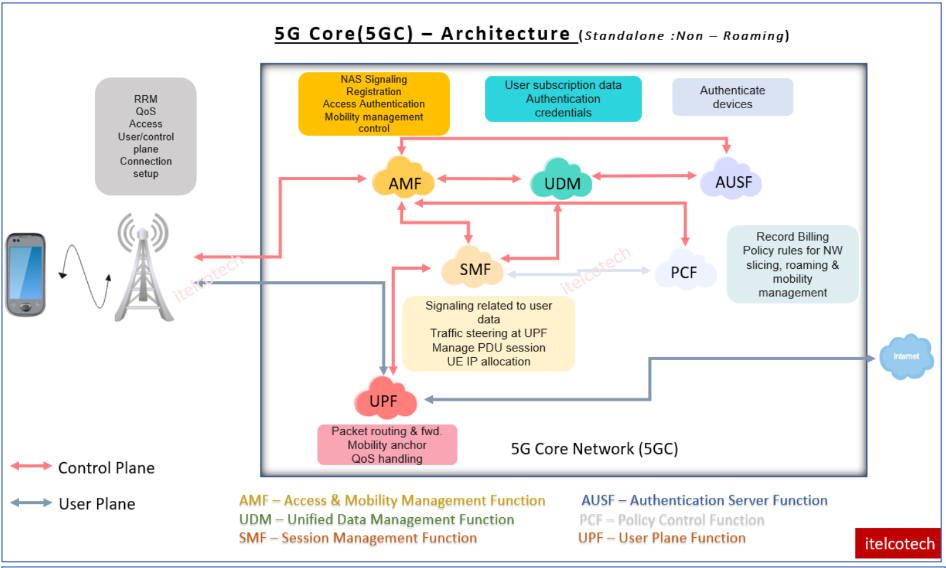 5G Core(5GC) – Architecture (Standalone :Non – Roaming)
RRM
QoS
Access
User/control
plane
Connection
setup
NAS Signaling
Registration
Access Authentication
Mobility management
control
User subscription data
Authentication
credentials
Authenticate
devices
AMF
UDM
AUSF
SMF
PCF
Record Billing
Policy rules for NW
slicing, roaming &
mobility
management
itelcotech
itelcotech
Signaling related to user
data
Traffic steering at UPF
Manage PDU session
UE IP allocation
Internet
UPF
Packet routing & fwd.
Mobility anchor
QoS handling
5G Core Network (5GC)
Control Plane
User Plane
AMF – Access & Mobility Management Function
UDM – Unified Data Management Function
SMF – Session Management Function
AUSF – Authentication Server Function
PCF – Policy Control Function
UPF – User Plane Function
itelcotech